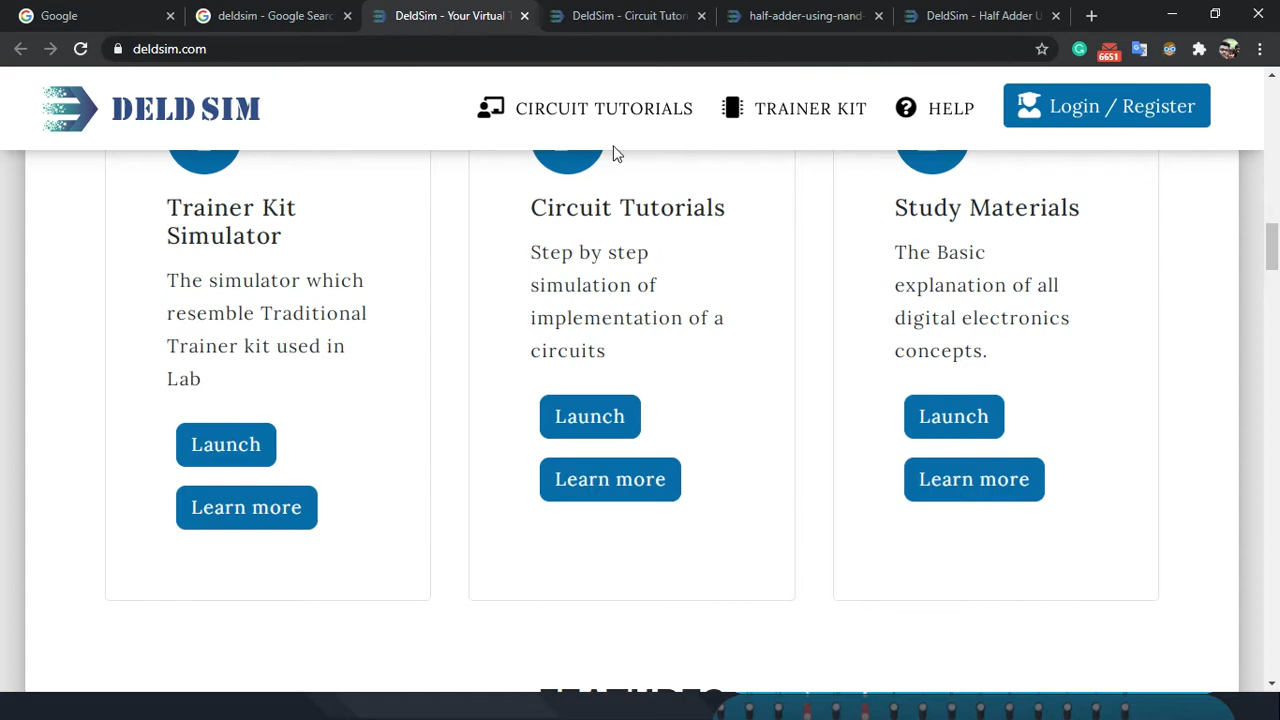 Google
deldsim - Google Searc
DeldSim - Your Virtual T
DeldSim - Circuit Tutori
half-adder-using-nand-
DeldSim - Half Adder U
deldsim.com
6651
DELD SIM
CIRCUIT TUTORIALS
TRAINER KIT
HELP
Login / Register
Trainer Kit
Simulator
The simulator which
resemble Traditional
Trainer kit used in
Lab
Launch
Learn more
Circuit Tutorials
Step by step
simulation of
implementation of a
circuits
Launch
Learn more
Study Materials
The Basic
explanation of all
digital electronics
concepts.
Launch
Learn more
FEATURES